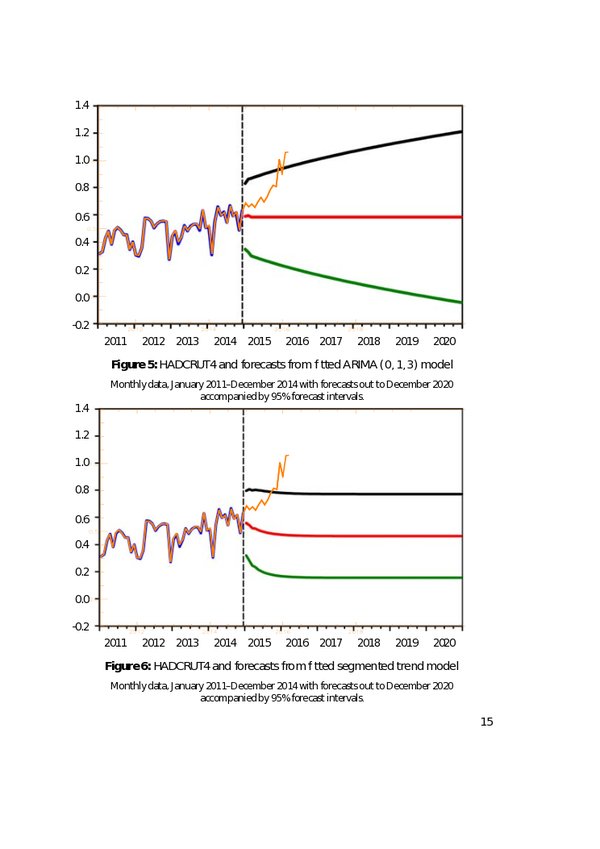 1.4
1.2
1.0
0.8
0.6
0.4
0.2
0.0
-0.2
2011 2012 2013 2014 2015 2016 2017 2018 2019 2020
Figure 5: HADCRUT4 and forecasts from f tted ARIMA (0, 1, 3) model
Monthly data, January 2011–December 2014 with forecasts out to December 2020
accompanied by 95% forecast intervals.
1.4
1.2
1.0
0.8
0.6
0.4
0.2
0.0
-0.2
2011 2012 2013 2014 2015 2016 2017 2018 2019 2020
Figure 6: HADCRUT4 and forecasts from f tted segmented trend model
Monthly data, January 2011–December 2014 with forecasts out to December 2020
accompanied by 95% forecast intervals.
15